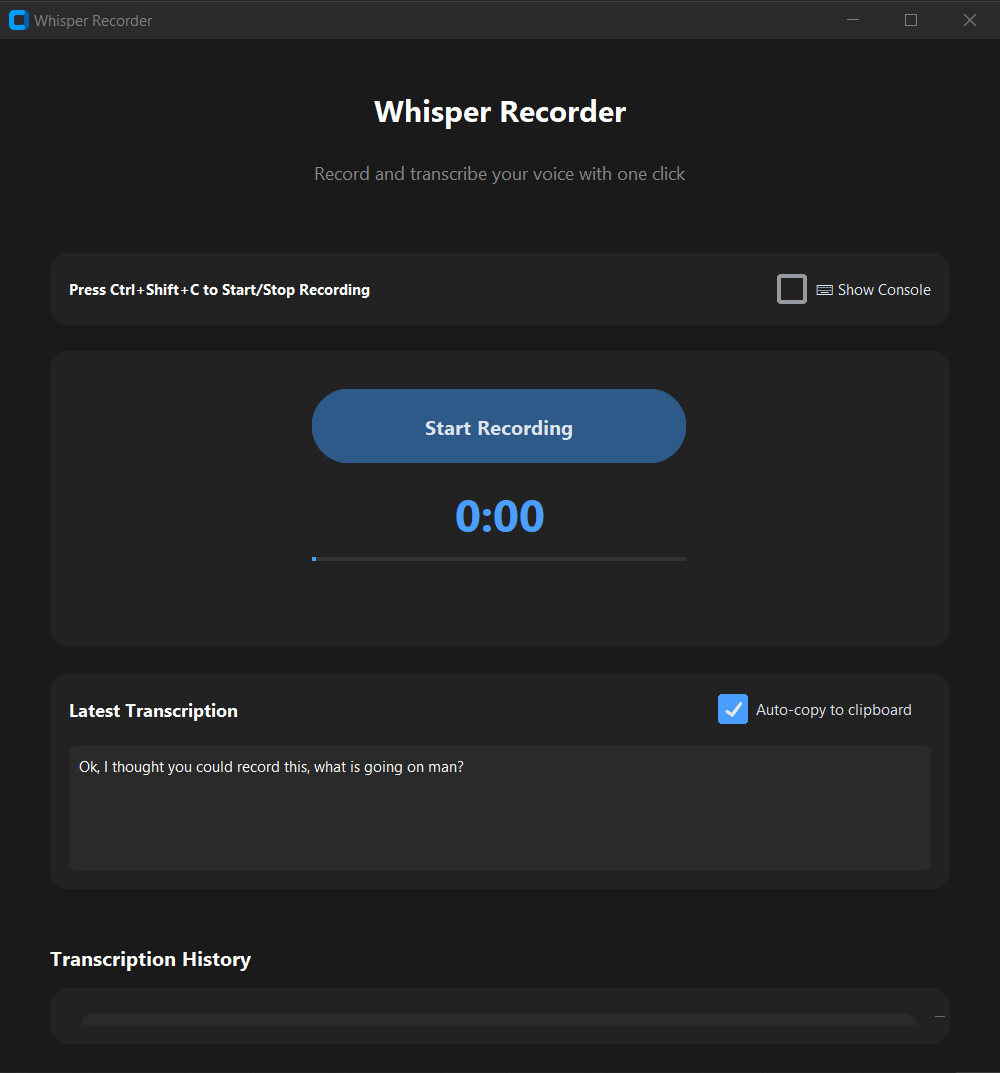 Whisper Recorder
Whisper Recorder
Record and transcribe your voice with one click
Press Ctrl+Shift+C to Start/Stop Recording
Show Console
Start Recording
0:00
Latest Transcription
Auto-copy to clipboard
Ok, I thought you could record this, what is going on man?
Transcription History